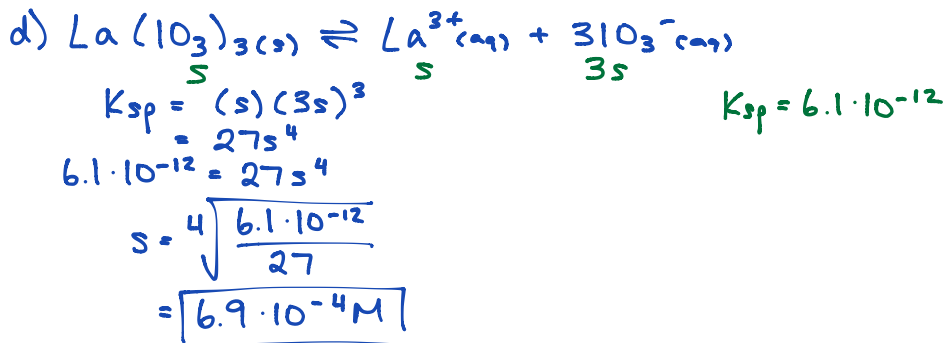 d) La(IO₃)₃(s) ⇌ La³⁺(aq) + 3IO₃⁻(aq)
s s 3s
Ksp = (s)(3s)³
Ksp = 6.1·10⁻¹²
= 27s⁴
6.1·10⁻¹² = 27s⁴
s = ⁴√(6.1·10⁻¹²/27)
= 6.9·10⁻⁴M